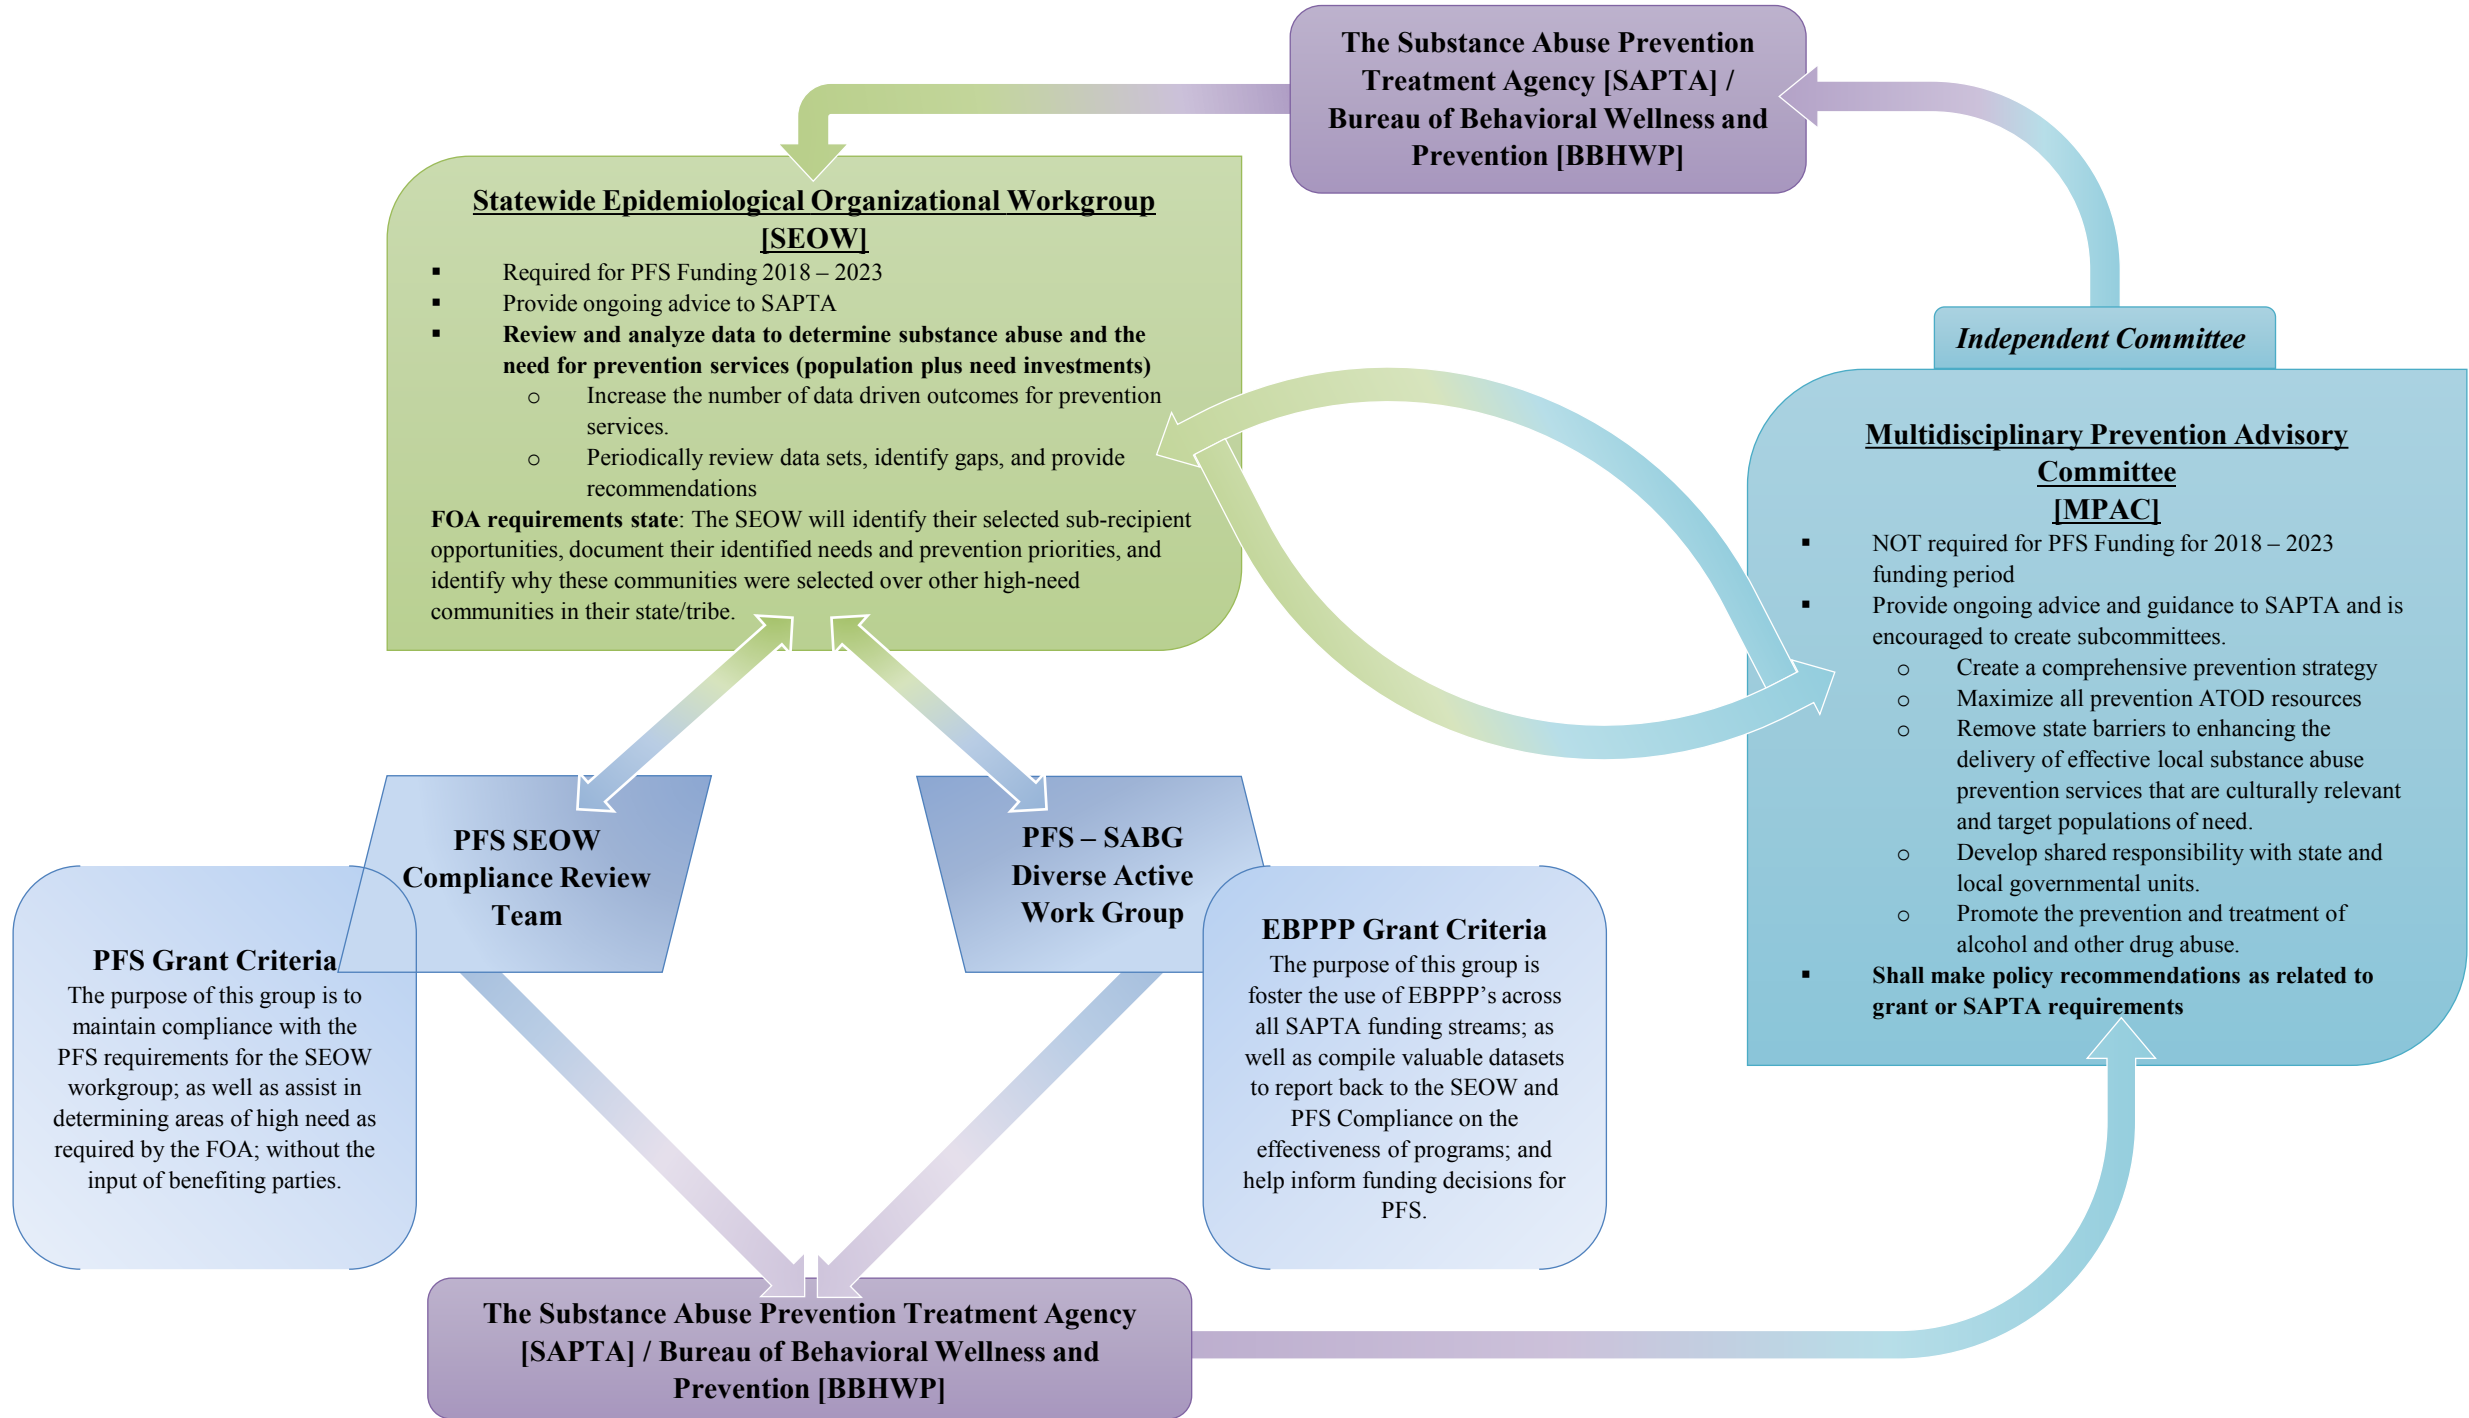 The Substance Abuse Prevention
Treatment Agency [SAPTA] /
Bureau of Behavioral Wellness and
Prevention [BBHWP]
Statewide Epidemiological Organizational Workgroup
[SEOW]
▪ Required for PFS Funding 2018 – 2023
▪ Provide ongoing advice to SAPTA
▪ Review and analyze data to determine substance abuse and the
need for prevention services (population plus need investments)
o Increase the number of data driven outcomes for prevention
services.
o Periodically review data sets, identify gaps, and provide
recommendations
FOA requirements state: The SEOW will identify their selected sub-recipient
opportunities, document their identified needs and prevention priorities, and
identify why these communities were selected over other high-need
communities in their state/tribe.
Independent Committee
Multidisciplinary Prevention Advisory
Committee
[MPAC]
▪ NOT required for PFS Funding for 2018 – 2023
funding period
▪ Provide ongoing advice and guidance to SAPTA and is
encouraged to create subcommittees.
o Create a comprehensive prevention strategy
o Maximize all prevention ATOD resources
o Remove state barriers to enhancing the
delivery of effective local substance abuse
prevention services that are culturally relevant
and target populations of need.
o Develop shared responsibility with state and
local governmental units.
o Promote the prevention and treatment of
alcohol and other drug abuse.
▪ Shall make policy recommendations as related to
grant or SAPTA requirements
PFS SEOW
Compliance Review
Team
PFS – SABG
Diverse Active
Work Group
PFS Grant Criteria
The purpose of this group is to
maintain compliance with the
PFS requirements for the SEOW
workgroup; as well as assist in
determining areas of high need as
required by the FOA; without the
input of benefiting parties.
EBPPP Grant Criteria
The purpose of this group is
foster the use of EBPPP’s across
all SAPTA funding streams; as
well as compile valuable datasets
to report back to the SEOW and
PFS Compliance on the
effectiveness of programs; and
help inform funding decisions for
PFS.
The Substance Abuse Prevention Treatment Agency
[SAPTA] / Bureau of Behavioral Wellness and
Prevention [BBHWP]